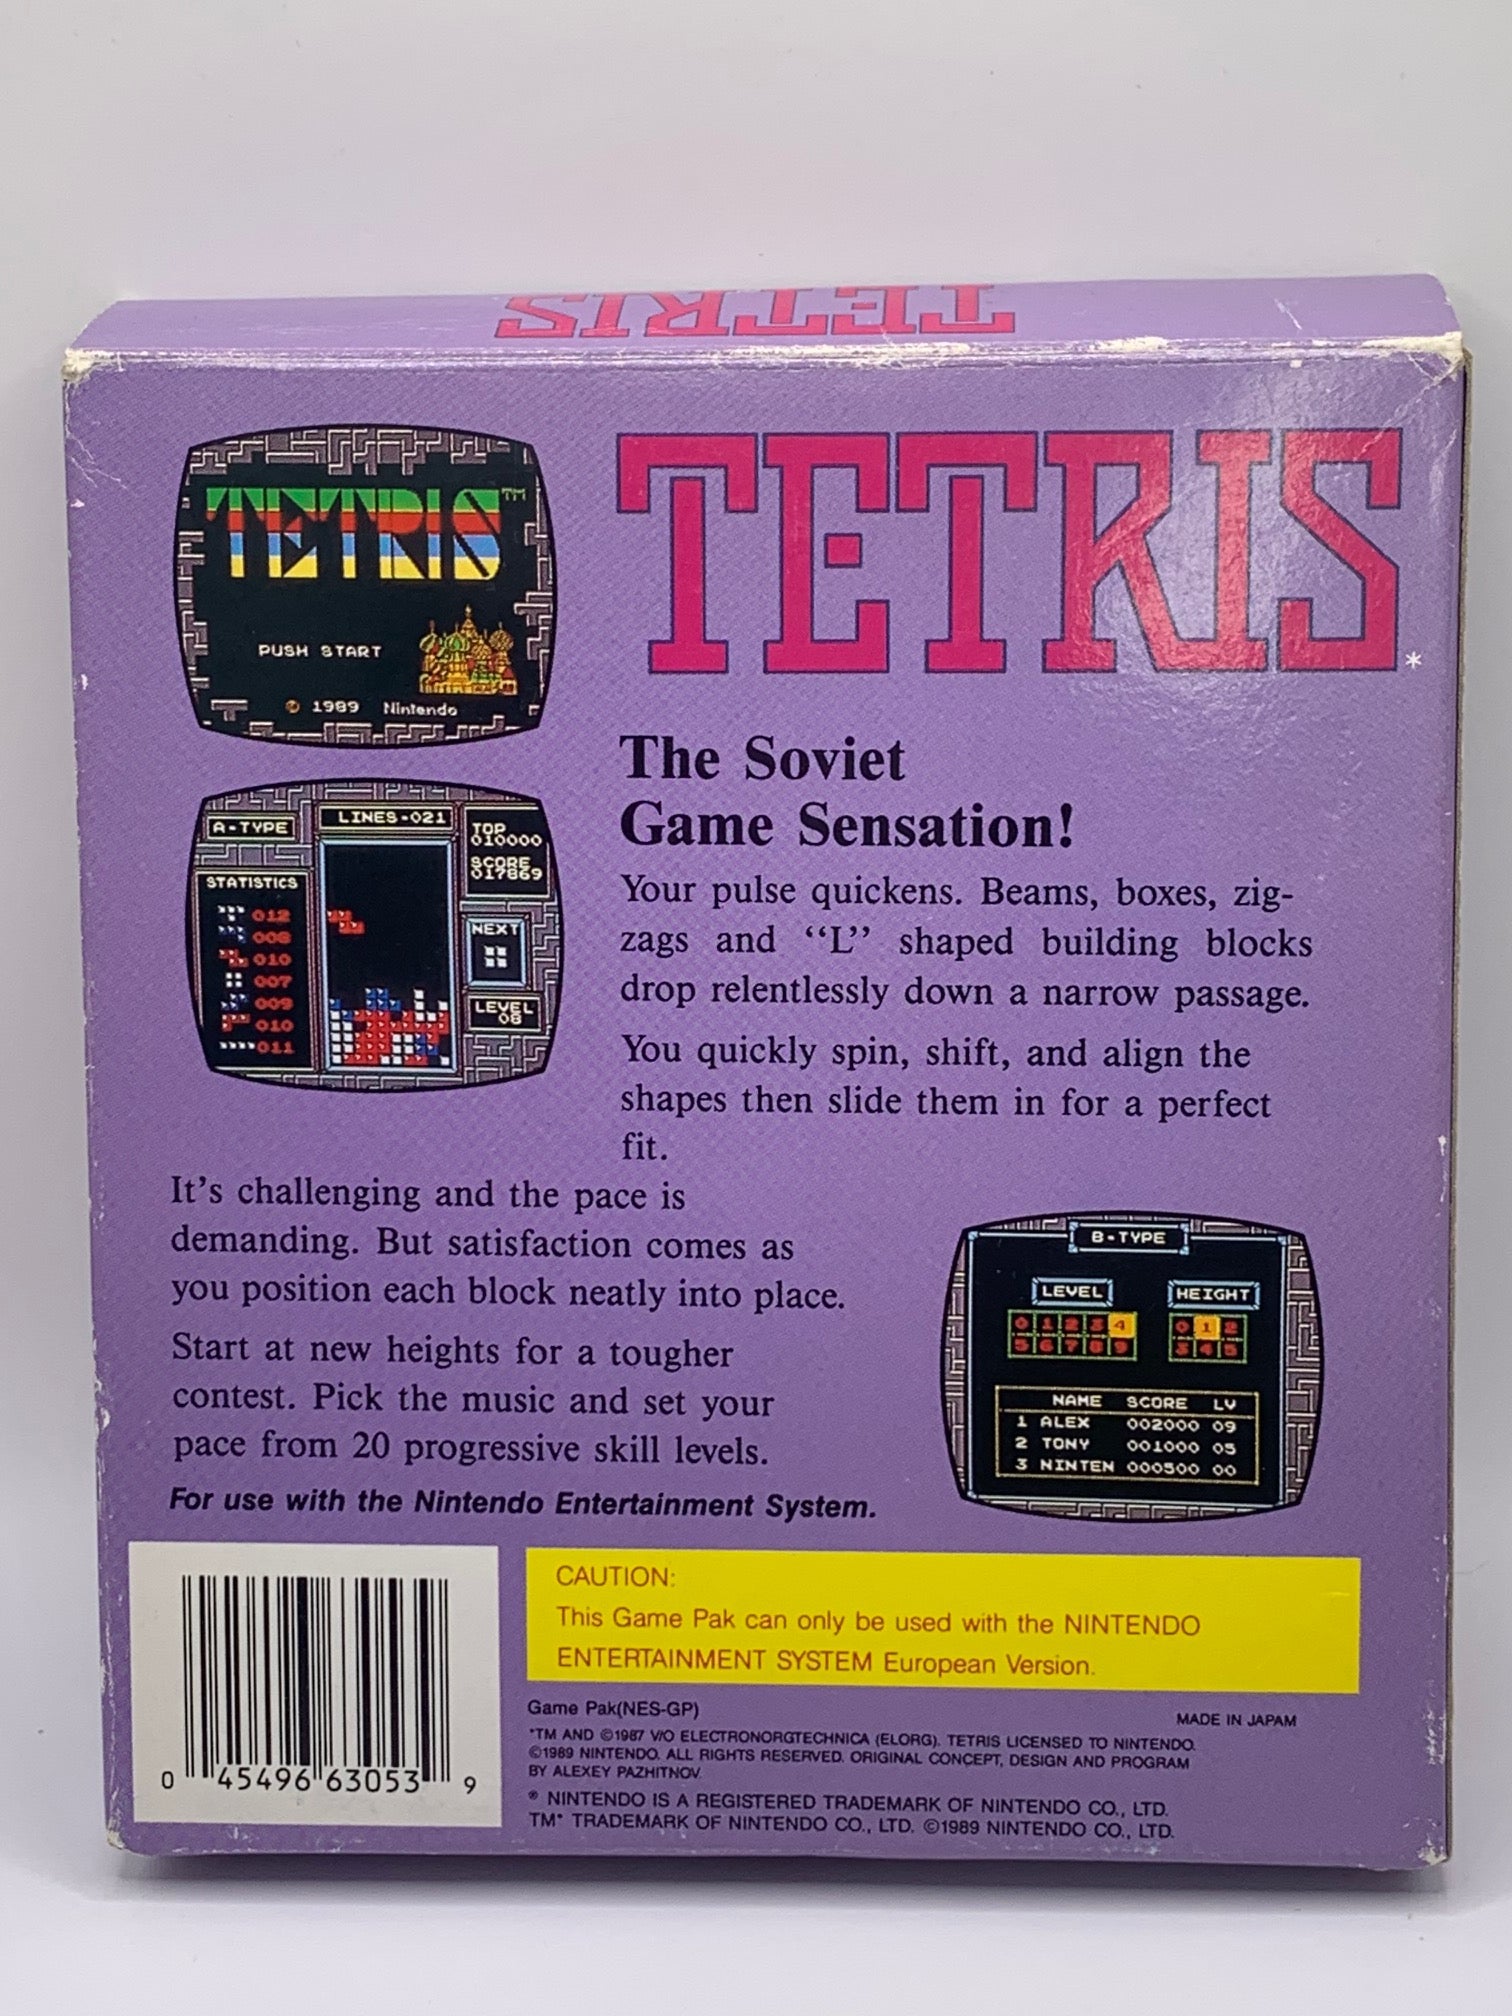 TETRIS
TETRIS™
PUSH START
© 1989 Nintendo
TETRIS*
The Soviet
Game Sensation!
Your pulse quickens. Beams, boxes, zig-
zags and “L” shaped building blocks
drop relentlessly down a narrow passage.
You quickly spin, shift, and align the
shapes then slide them in for a perfect
fit.
A-TYPE
LINES-021
TOP
010000
SCORE
017869
STATISTICS
012
008
010
007
009
010
011
NEXT
LEVEL
08
It’s challenging and the pace is
demanding. But satisfaction comes as
you position each block neatly into place.
Start at new heights for a tougher
contest. Pick the music and set your
pace from 20 progressive skill levels.
For use with the Nintendo Entertainment System.
B-TYPE
LEVEL HEIGHT
0 1 2 3 4 0 1 2
5 6 7 8 9 3 4 5
NAME SCORE LV
1 ALEX 002000 09
2 TONY 001000 05
3 NINTEN 000500 00
0 45496 63053 9
CAUTION:
This Game Pak can only be used with the NINTENDO
ENTERTAINMENT SYSTEM European Version.
Game Pak(NES-GP)
MADE IN JAPAM
*TM AND ©1987 V/O ELECTRONORGTECHNICA (ELORG). TETRIS LICENSED TO NINTENDO.
©1989 NINTENDO. ALL RIGHTS RESERVED. ORIGINAL CONCEPT, DESIGN AND PROGRAM
BY ALEXEY PAZHITNOV.
® NINTENDO IS A REGISTERED TRADEMARK OF NINTENDO CO., LTD.
TM* TRADEMARK OF NINTENDO CO., LTD. ©1989 NINTENDO CO., LTD.